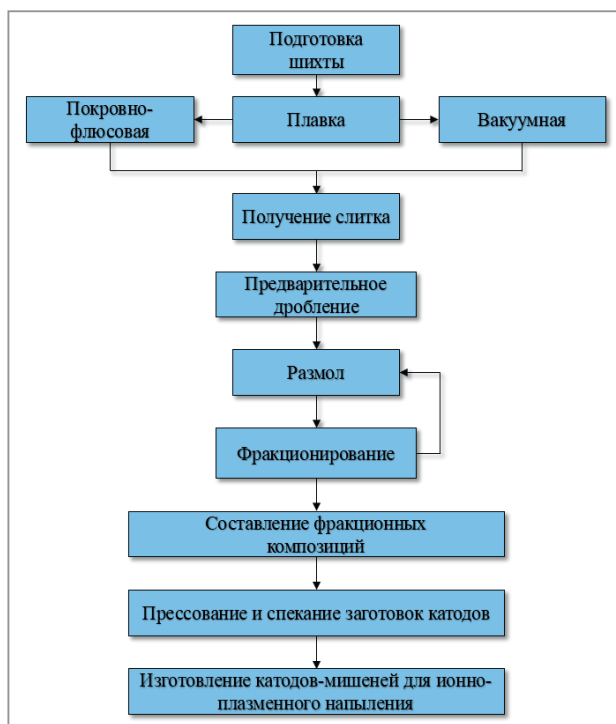 Подготовка
шихты
Покровно-
флюсовая
Плавка
Вакуумная
Получение слитка
Предварительное
дробление
Размол
Фракционирование
Составление фракционных
композиций
Прессование и спекание заготовок катодов
Изготовление катодов-мишеней для ионно-
плазменного напыления